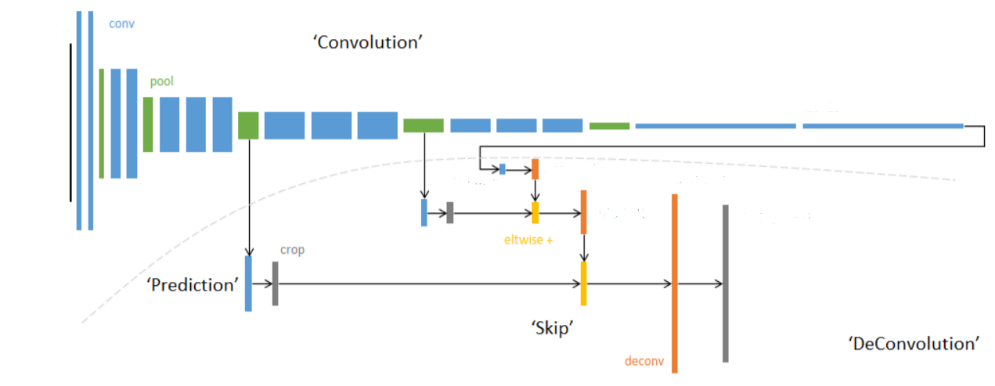 conv
‘Convolution’
pool
eltwise +
crop
‘Prediction’
‘Skip’
‘DeConvolution’
deconv